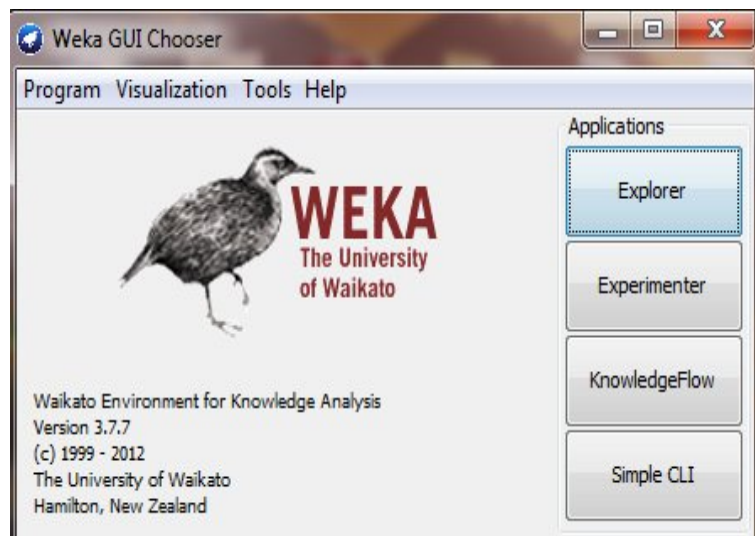 Weka GUI Chooser
Program Visualization Tools Help
Applications
Explorer
Experimenter
KnowledgeFlow
Simple CLI
WEKA
The University
of Waikato
Waikato Environment for Knowledge Analysis
Version 3.7.7
(c) 1999 - 2012
The University of Waikato
Hamilton, New Zealand